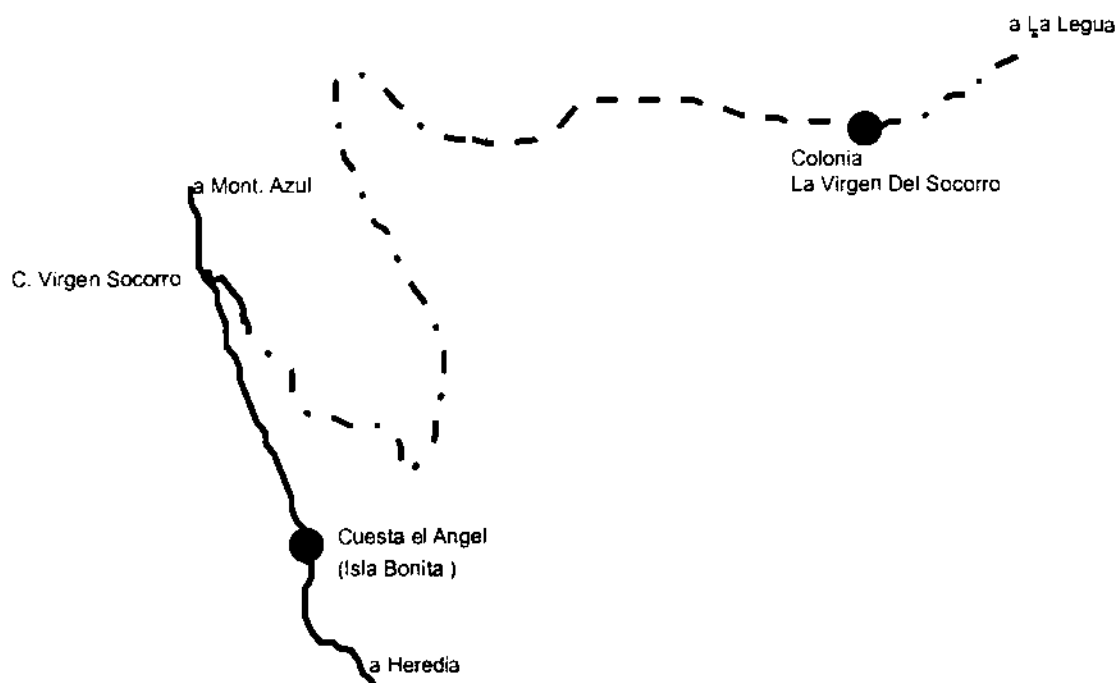 a La Legua
Colonia
La Virgen Del Socorro
a Mont. Azul
C. Virgen Socorro
Cuesta el Angel
(Isla Bonita )
a Heredia